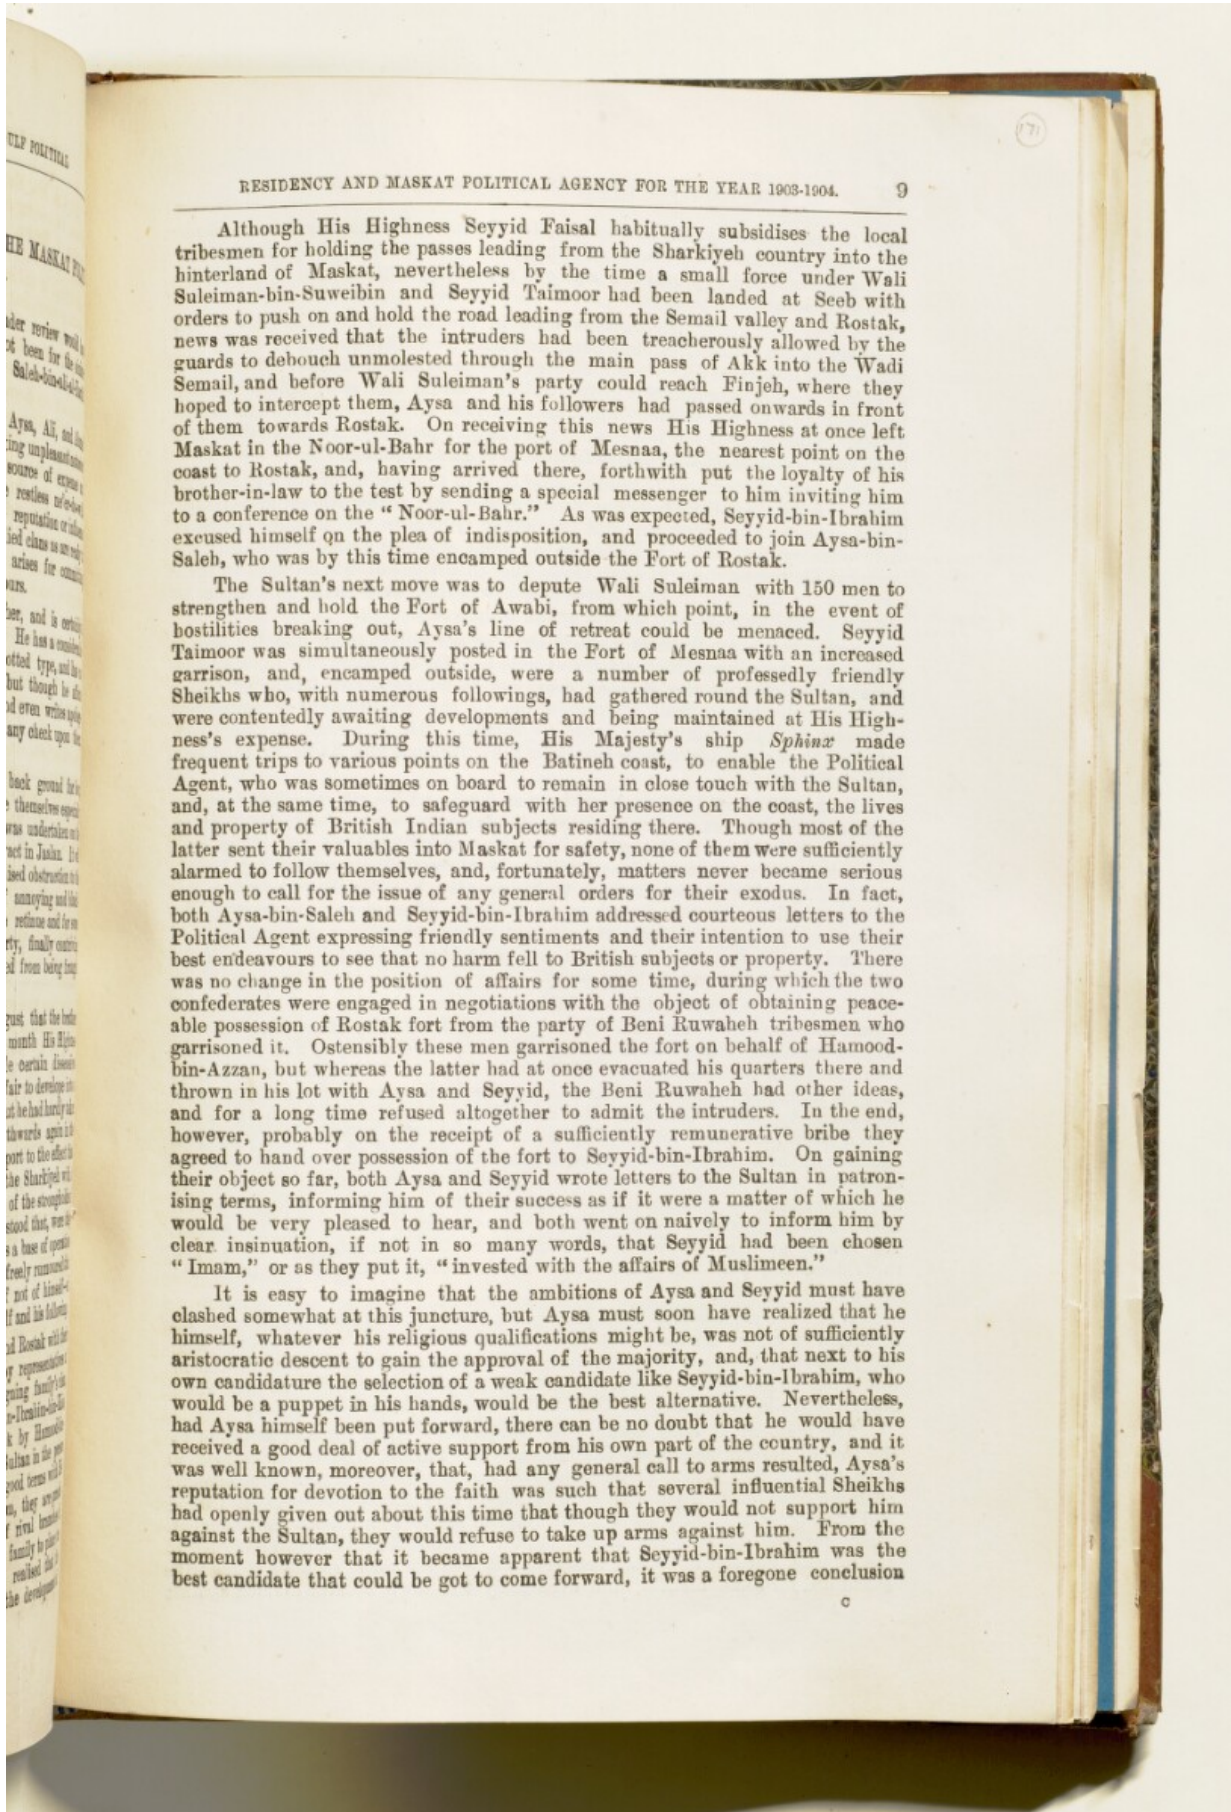 ULF POLITICAL
171
RESIDENCY AND MASKAT POLITICAL AGENCY FOR THE YEAR 1903-1904. 9
Although His Highness Seyyid Faisal habitually subsidises the local
tribesmen for holding the passes leading from the Sharkiyeh country into the
hinterland of Maskat, nevertheless by the time a small force under Wali
Suleiman-bin-Suweibin and Seyyid Taimoor had been landed at Seeb with
orders to push on and hold the road leading from the Semail valley and Rostak,
news was received that the intruders had been treacherously allowed by the
guards to debouch unmolested through the main pass of Akk into the Wadi
Semail, and before Wali Suleiman's party could reach Finjeh, where they
hoped to intercept them, Aysa and his followers had passed onwards in front
of them towards Rostak. On receiving this news His Highness at once left
Maskat in the Noor-ul-Bahr for the port of Mesnaa, the nearest point on the
coast to Rostak, and, having arrived there, forthwith put the loyalty of his
brother-in-law to the test by sending a special messenger to him inviting him
to a conference on the "Noor-ul-Bahr." As was expected, Seyyid-bin-Ibrahim
excused himself on the plea of indisposition, and proceeded to join Aysa-bin-
Saleh, who was by this time encamped outside the Fort of Rostak.
The Sultan's next move was to depute Wali Suleiman with 150 men to
strengthen and hold the Fort of Awabi, from which point, in the event of
hostilities breaking out, Aysa's line of retreat could be menaced. Seyyid
Taimoor was simultaneously posted in the Fort of Mesnaa with an increased
garrison, and, encamped outside, were a number of professedly friendly
Sheikhs who, with numerous followings, had gathered round the Sultan, and
were contentedly awaiting developments and being maintained at His High-
ness's expense. During this time, His Majesty's ship Sphinx made
frequent trips to various points on the Batineh coast, to enable the Political
Agent, who was sometimes on board to remain in close touch with the Sultan,
and, at the same time, to safeguard with her presence on the coast, the lives
and property of British Indian subjects residing there. Though most of the
latter sent their valuables into Maskat for safety, none of them were sufficiently
alarmed to follow themselves, and, fortunately, matters never became serious
enough to call for the issue of any general orders for their exodus. In fact,
both Aysa-bin-Saleh and Seyyid-bin-Ibrahim addressed courteous letters to the
Political Agent expressing friendly sentiments and their intention to use their
best endeavours to see that no harm fell to British subjects or property. There
was no change in the position of affairs for some time, during which the two
confederates were engaged in negotiations with the object of obtaining peace-
able possession of Rostak fort from the party of Beni Ruwaheh tribesmen who
garrisoned it. Ostensibly these men garrisoned the fort on behalf of Hamood-
bin-Azzan, but whereas the latter had at once evacuated his quarters there and
thrown in his lot with Aysa and Seyyid, the Beni Ruwaheh had other ideas,
and for a long time refused altogether to admit the intruders. In the end,
however, probably on the receipt of a sufficiently remunerative bribe they
agreed to hand over possession of the fort to Seyyid-bin-Ibrahim. On gaining
their object so far, both Aysa and Seyyid wrote letters to the Sultan in patron-
ising terms, informing him of their success as if it were a matter of which he
would be very pleased to hear, and both went on naively to inform him by
clear insinuation, if not in so many words, that Seyyid had been chosen
"Imam," or as they put it, "invested with the affairs of Muslimeen."
It is easy to imagine that the ambitions of Aysa and Seyyid must have
clashed somewhat at this juncture, but Aysa must soon have realized that he
himself, whatever his religious qualifications might be, was not of sufficiently
aristocratic descent to gain the approval of the majority, and, that next to his
own candidature the selection of a weak candidate like Seyyid-bin-Ibrahim, who
would be a puppet in his hands, would be the best alternative. Nevertheless,
had Aysa himself been put forward, there can be no doubt that he would have
received a good deal of active support from his own part of the country, and it
was well known, moreover, that, had any general call to arms resulted, Aysa's
reputation for devotion to the faith was such that several influential Sheikhs
had openly given out about this time that though they would not support him
against the Sultan, they would refuse to take up arms against him. From the
moment however that it became apparent that Seyyid-bin-Ibrahim was the
best candidate that could be got to come forward, it was a foregone conclusion
C